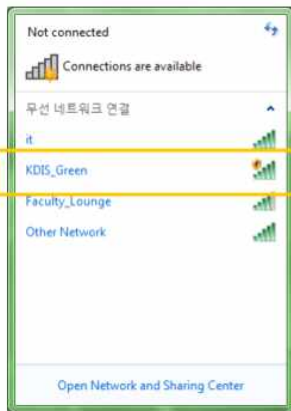 Not connected
Connections are available
무선 네트워크 연결
it
KDIS_Green
Faculty_Lounge
Other Network
Open Network and Sharing Center